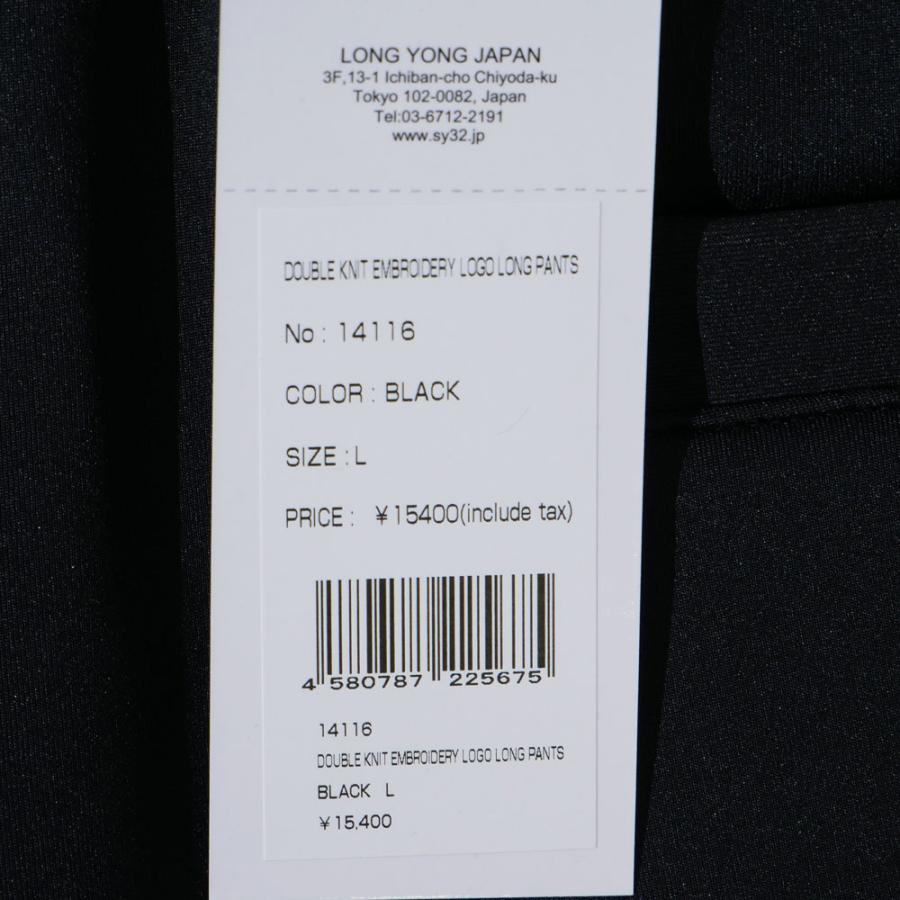 LONG YONG JAPAN
3F,13-1 Ichiban-cho Chiyoda-ku
Tokyo 102-0082, Japan
Tel:03-6712-2191
www.sy32.jp
DOUBLE KNIT EMBROIDERY LOGO LONG PANTS
No : 14116
COLOR : BLACK
SIZE : L
PRICE : ¥15400(include tax)
4 580787 225675
14116
DOUBLE KNIT EMBROIDERY LOGO LONG PANTS
BLACK L
¥15,400